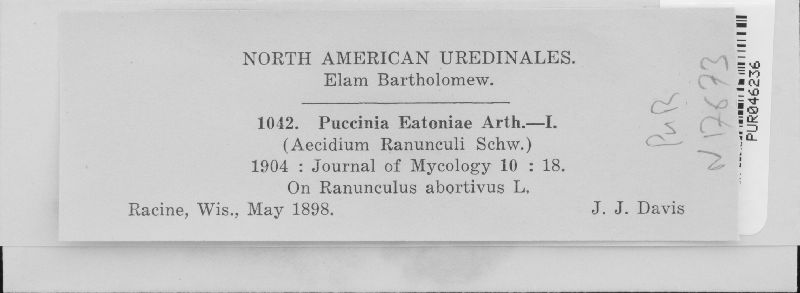 NORTH AMERICAN UREDINALES.
Elam Bartholomew.
1042. Puccinia Eatoniae Arth.—I.
(Aecidium Ranunculi Schw.)
1904 : Journal of Mycology 10 : 18.
On Ranunculus abortivus L.
Racine, Wis., May 1898. J. J. Davis
PUR
N17673
PUR046236